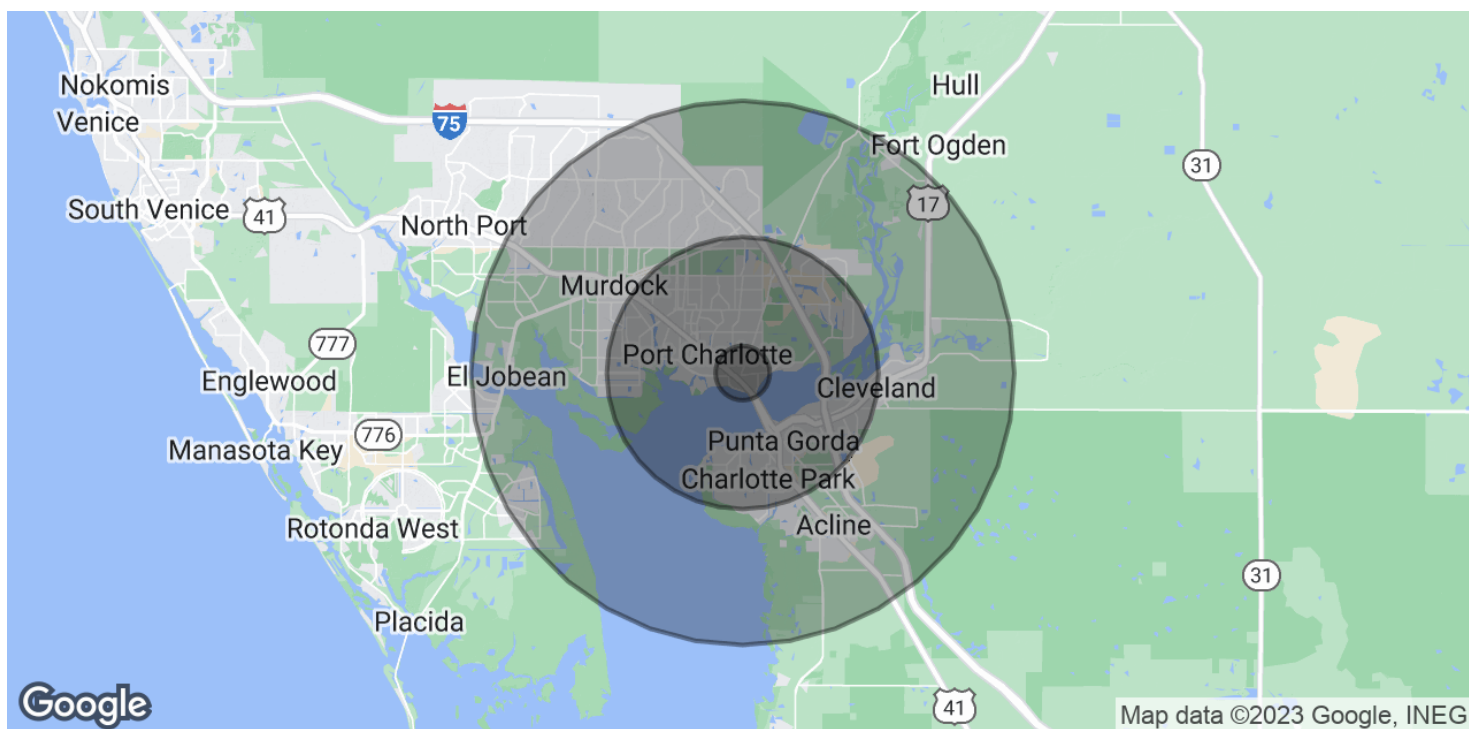 Nokomis
Hull
Venice
75
Fort Ogden
31
17
South Venice
41
North Port
Murdock
777
Port Charlotte
Englewood
El Jobean
Cleveland
776
Manasota Key
Punta Gorda
Charlotte Park
Rotonda West
Acline
31
Placida
Google
41
Map data ©2023 Google, INEG